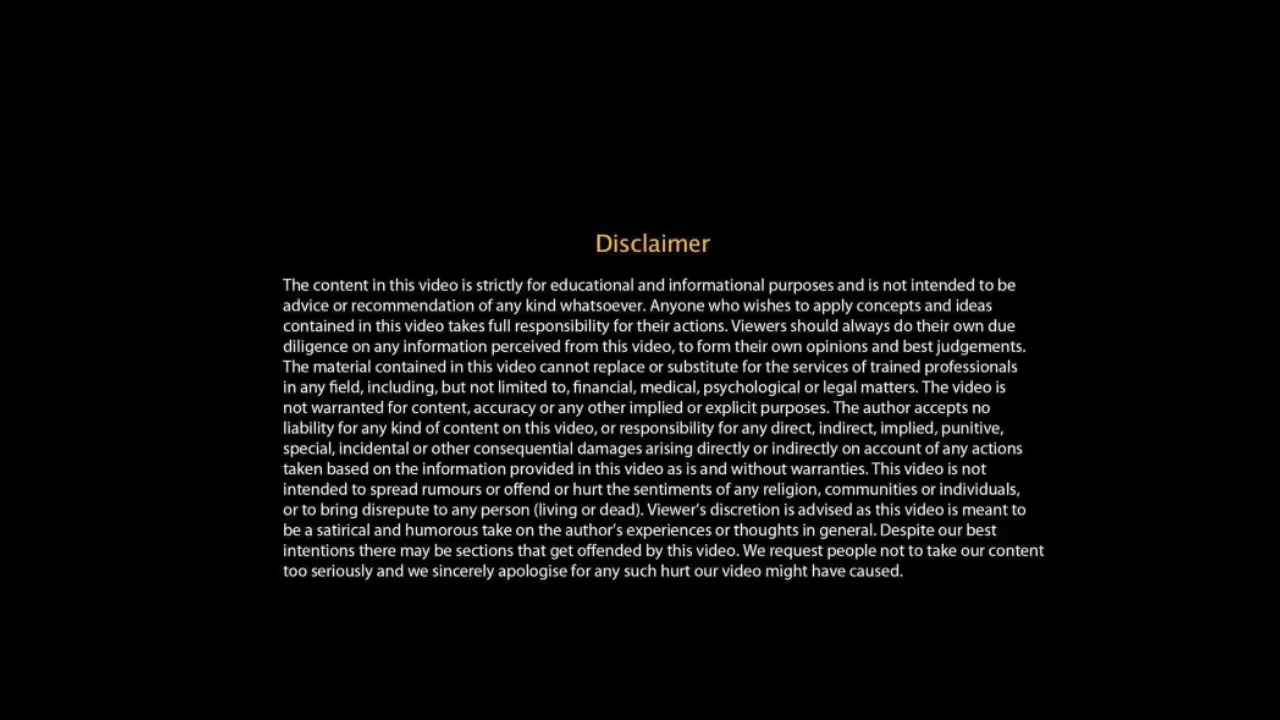 Disclaimer
The content in this video is strictly for educational and informational purposes and is not intended to be
advice or recommendation of any kind whatsoever. Anyone who wishes to apply concepts and ideas
contained in this video takes full responsibility for their actions. Viewers should always do their own due
diligence on any information perceived from this video, to form their own opinions and best judgements.
The material contained in this video cannot replace or substitute for the services of trained professionals
in any field, including, but not limited to, financial, medical, psychological or legal matters. The video is
not warranted for content, accuracy or any other implied or explicit purposes. The author accepts no
liability for any kind of content on this video, or responsibility for any direct, indirect, implied, punitive,
special, incidental or other consequential damages arising directly or indirectly on account of any actions
taken based on the information provided in this video as is and without warranties. This video is not
intended to spread rumours or offend or hurt the sentiments of any religion, communities or individuals,
or to bring disrepute to any person (living or dead). Viewer's discretion is advised as this video is meant to
be a satirical and humorous take on the author's experiences or thoughts in general. Despite our best
intentions there may be sections that get offended by this video. We request people not to take our content
too seriously and we sincerely apologise for any such hurt our video might have caused.